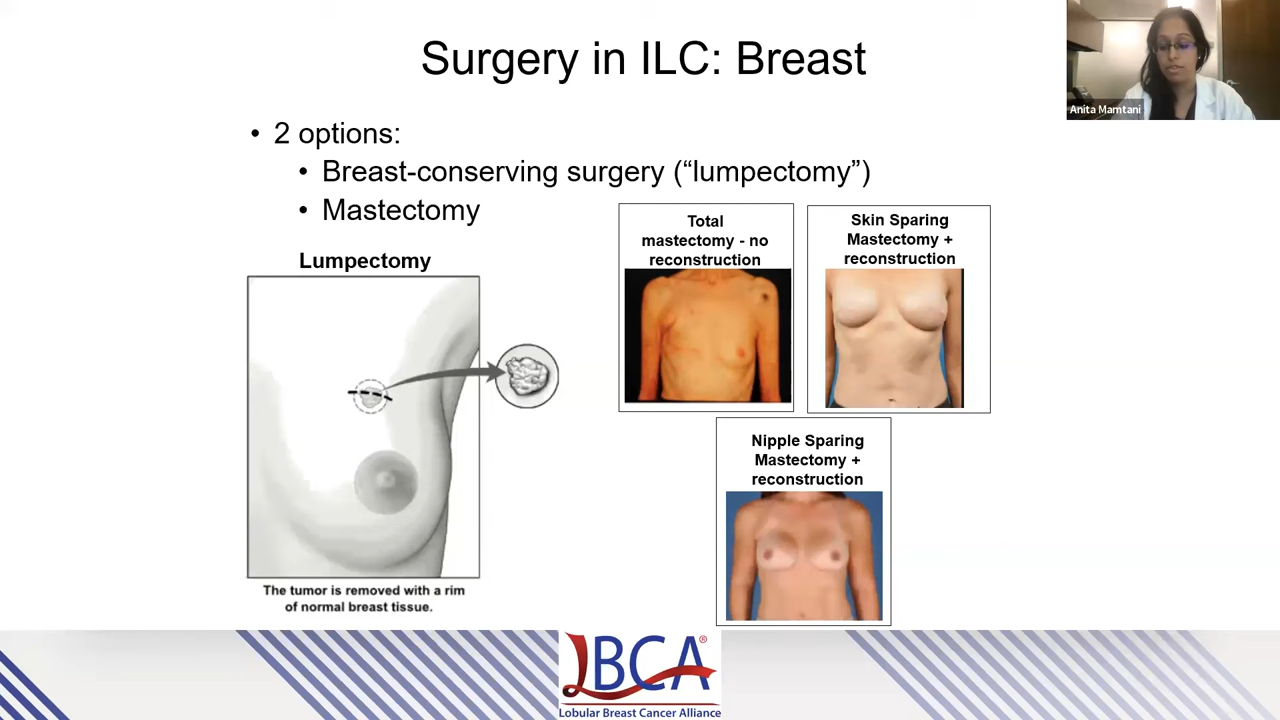 Surgery in ILC: Breast
Anita Mamtani
• 2 options:
• Breast-conserving surgery (“lumpectomy”)
• Mastectomy
Lumpectomy
The tumor is removed with a rim
of normal breast tissue.
Total
mastectomy - no
reconstruction
Skin Sparing
Mastectomy +
reconstruction
Nipple Sparing
Mastectomy +
reconstruction
LBCA®
Lobular Breast Cancer Alliance